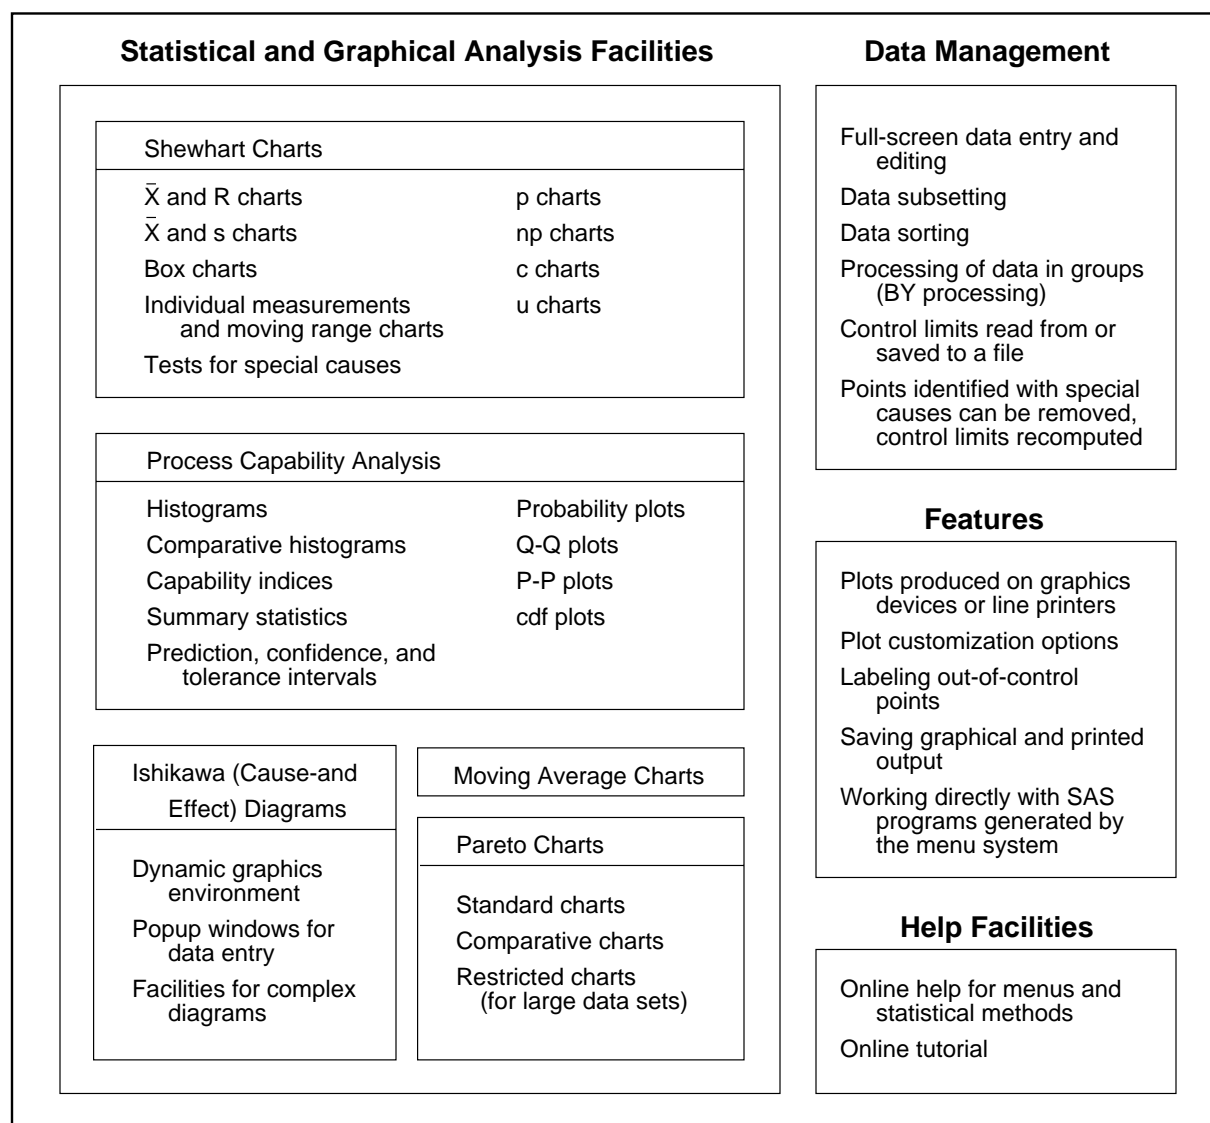 Statistical and Graphical Analysis Facilities
Shewhart Charts
X̄ and R charts
X̄ and s charts
Box charts
Individual measurements
and moving range charts
Tests for special causes
p charts
np charts
c charts
u charts
Process Capability Analysis
Histograms
Comparative histograms
Capability indices
Summary statistics
Prediction, confidence, and
tolerance intervals
Probability plots
Q-Q plots
P-P plots
cdf plots
Ishikawa (Cause-and
Effect) Diagrams
Dynamic graphics
environment
Popup windows for
data entry
Facilities for complex
diagrams
Moving Average Charts
Pareto Charts
Standard charts
Comparative charts
Restricted charts
(for large data sets)
Data Management
Full-screen data entry and
editing
Data subsetting
Data sorting
Processing of data in groups
(BY processing)
Control limits read from or
saved to a file
Points identified with special
causes can be removed,
control limits recomputed
Features
Plots produced on graphics
devices or line printers
Plot customization options
Labeling out-of-control
points
Saving graphical and printed
output
Working directly with SAS
programs generated by
the menu system
Help Facilities
Online help for menus and
statistical methods
Online tutorial